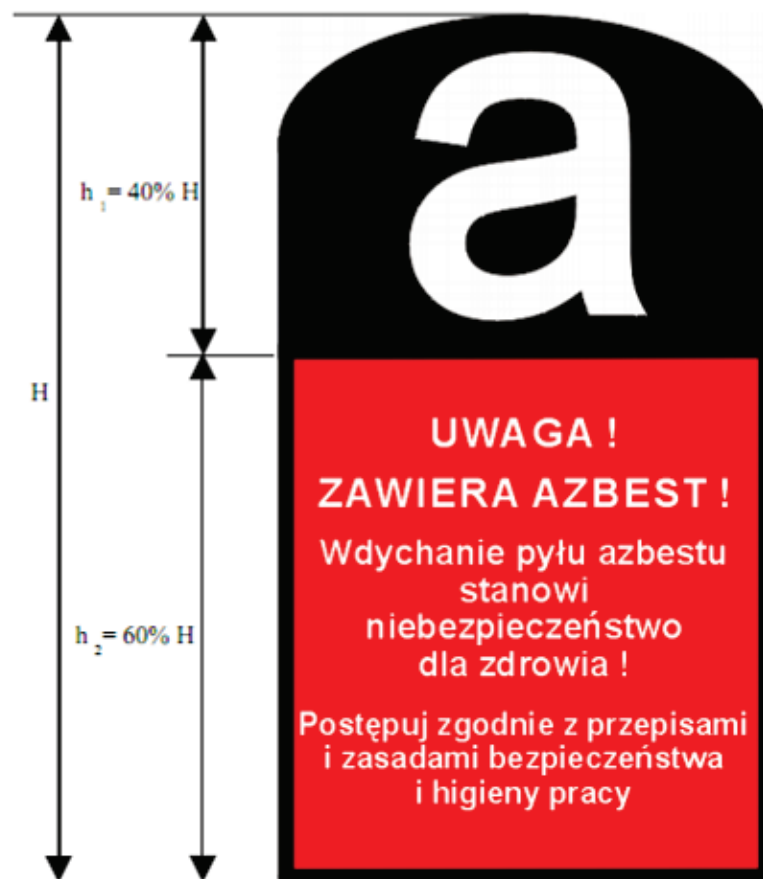 a
h₁= 40% H
H
UWAGA !
ZAWIERA AZBEST !
Wdychanie pyłu azbestu
stanowi
niebezpieczeństwo
dla zdrowia !
h₂= 60% H
Postępuj zgodnie z przepisami
i zasadami bezpieczeństwa
i higieny pracy